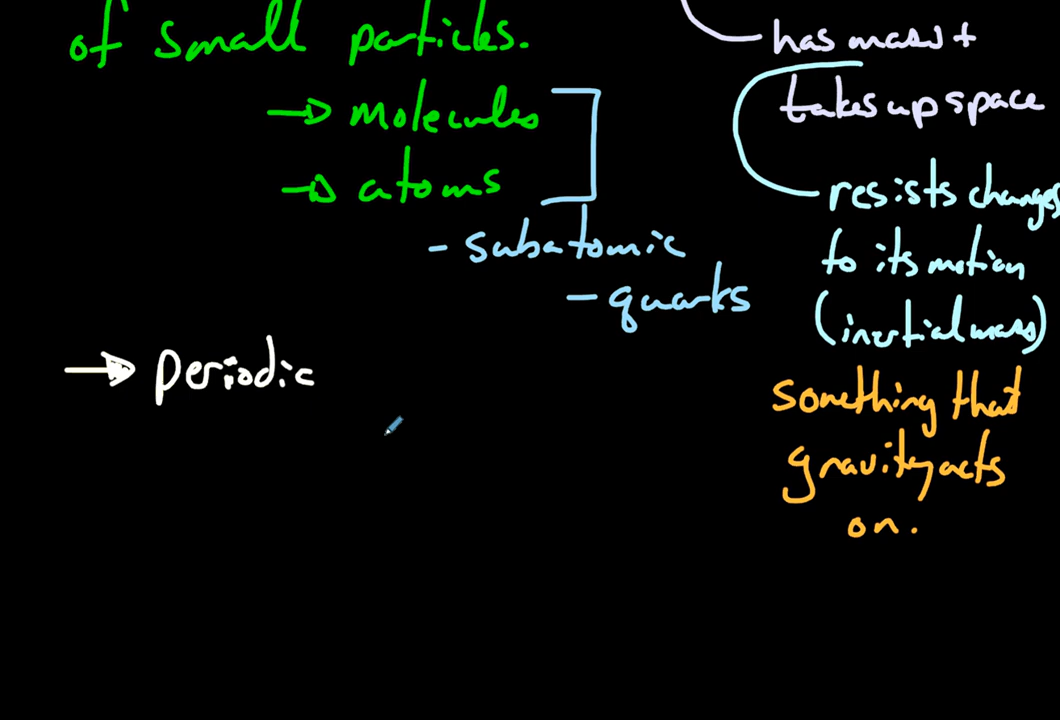 of small particles.
→ molecules
→ atoms
- subatomic
- quarks
→ periodic
has mass +
takes up space
resists changes
to its motion
(inertial mass)
something that
gravity acts
on.